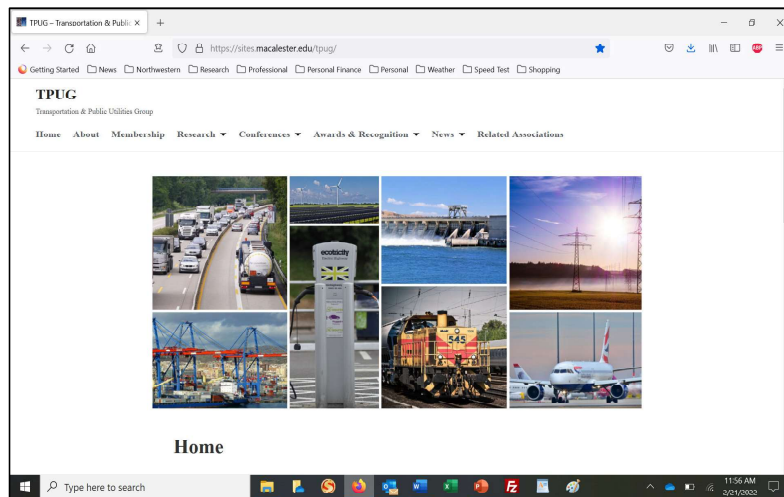 TPUG – Transportation & Public
https://sites.macalester.edu/tpug/
Getting Started News Northwestern Research Professional Personal Finance Personal Weather Speed Test Shopping
TPUG
Transportation & Public Utilities Group
Home About Membership Research Conferences Awards & Recognition News Related Associations
ecotricity
545
Home
Type here to search
11:56 AM
2/21/2022